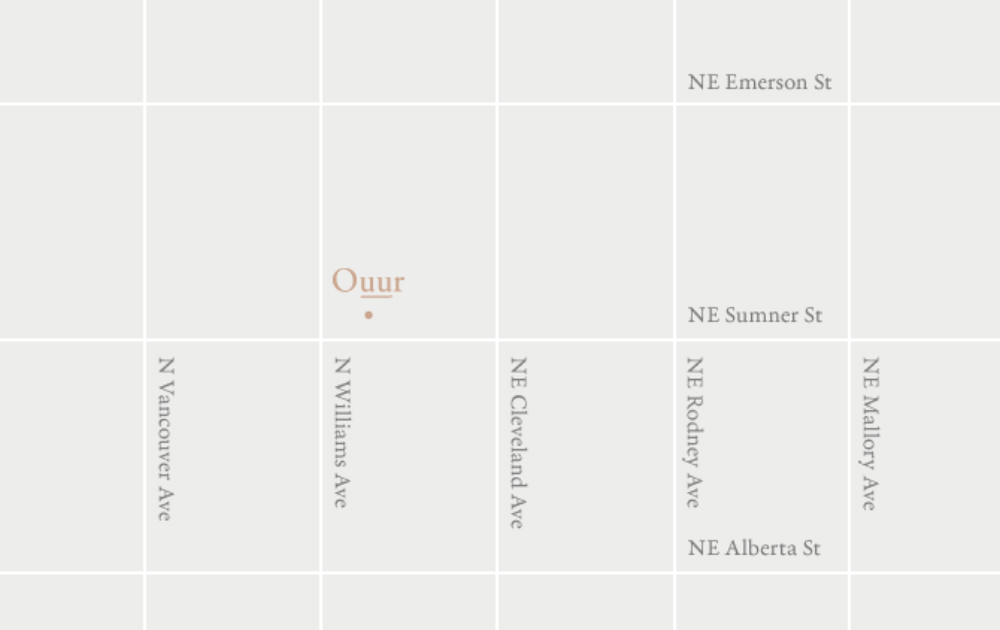 NE Emerson St
Ouur
NE Sumner St
N Vancouver Ave
N Williams Ave
NE Cleveland Ave
NE Rodney Ave
NE Mallory Ave
NE Alberta St